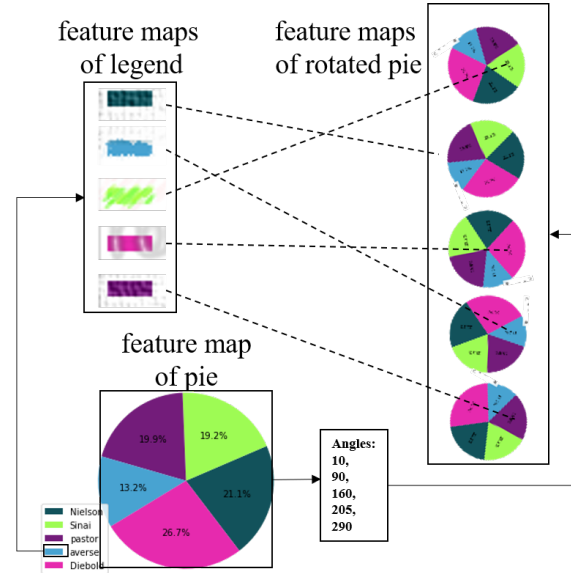 feature maps
of legend
feature maps
of rotated pie
feature map
of pie
19.9%
19.2%
13.2%
21.1%
26.7%
Nielson
Sinai
pastor
averse
Diebold
Angles:
10,
90,
160,
205,
290